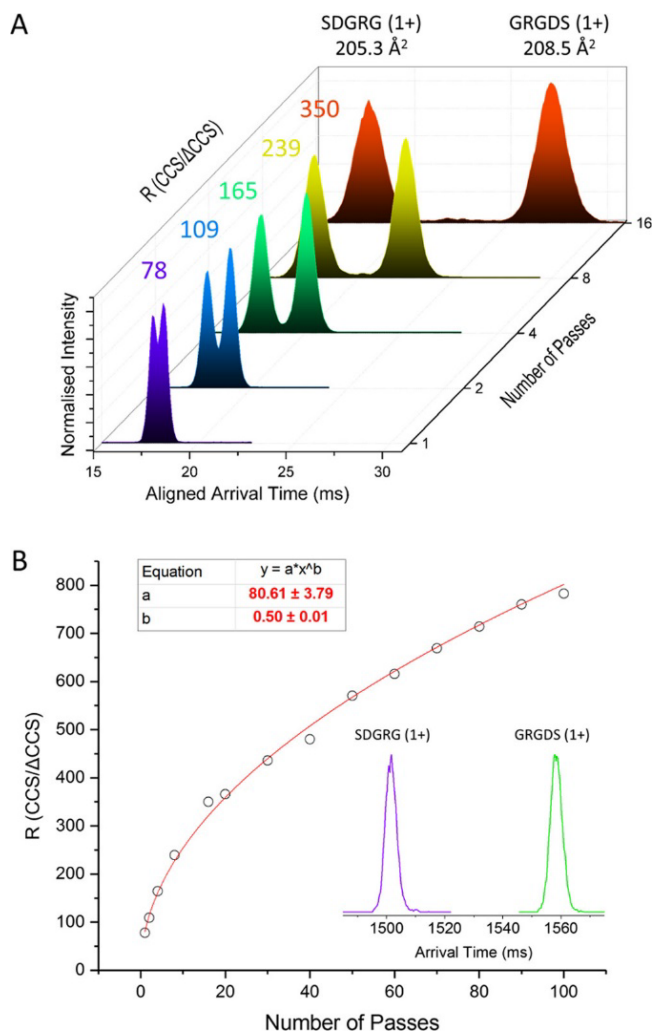 A
SDGRG (1+)
205.3 Å²
GRGDS (1+)
208.5 Å²
R (CCS/ΔCCS)
350
239
165
109
78
Normalised Intensity
16
8
4
2
1
Number of Passes
15
20
25
30
Aligned Arrival Time (ms)
B
Equation y = a*x^b
a 80.61 ± 3.79
b 0.50 ± 0.01
800
700
600
500
400
300
200
100
0
R (CCS/ΔCCS)
SDGRG (1+)
GRGDS (1+)
1500 1520 1540 1560
Arrival Time (ms)
0 20 40 60 80 100
Number of Passes